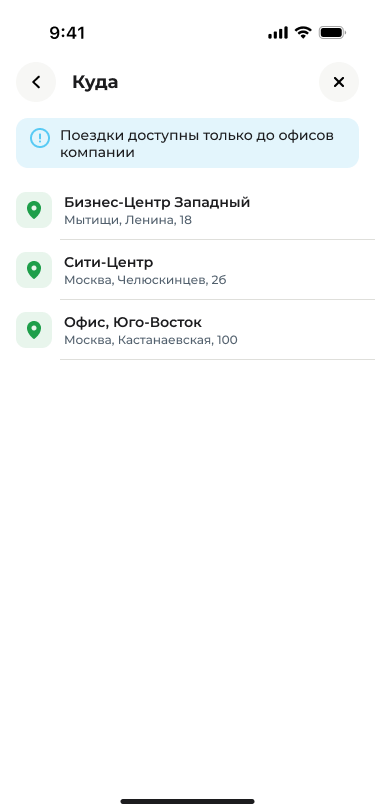 9:41
Куда
Поездки доступны только до офисов
компании
Бизнес-Центр Западный
Мытищи, Ленина, 18
Сити-Центр
Москва, Челюскинцев, 2б
Офис, Юго-Восток
Москва, Кастанаевская, 100